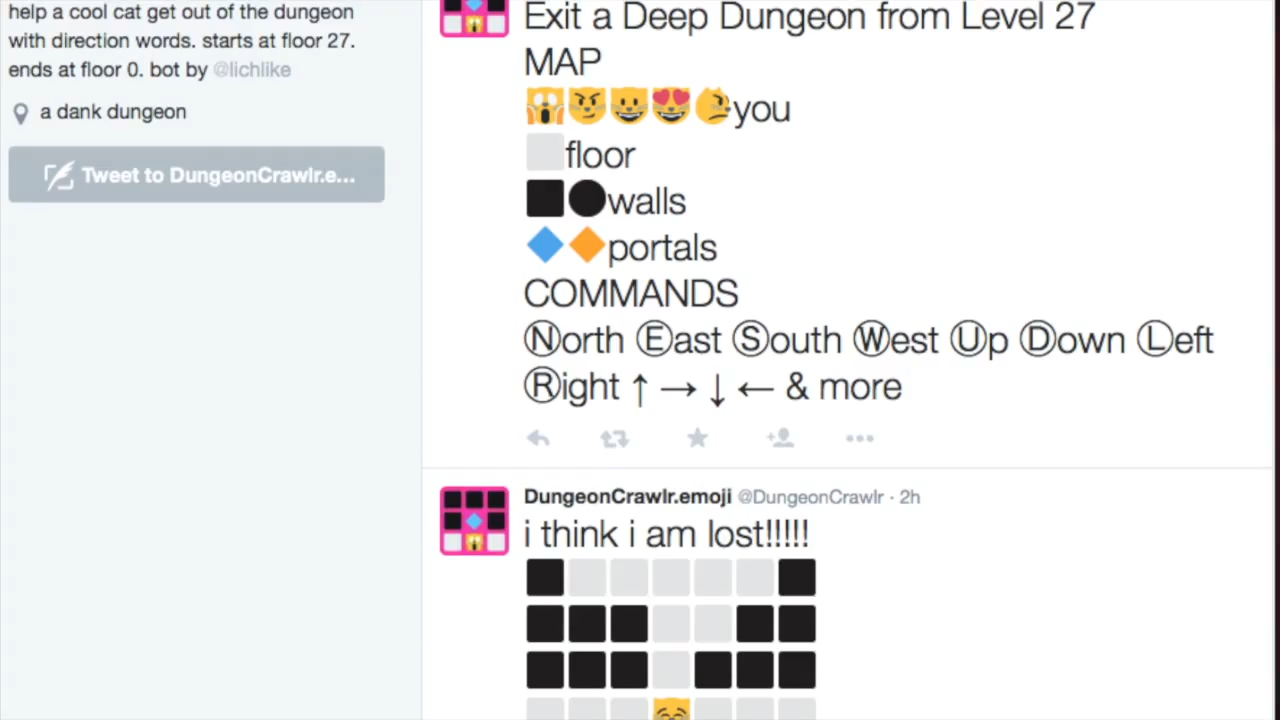 help a cool cat get out of the dungeon
with direction words. starts at floor 27.
ends at floor 0. bot by @lichlike
a dank dungeon
Tweet to DungeonCrawlr.e...
Exit a Deep Dungeon from Level 27
MAP
😱😼😺😻😼you
⬜floor
⬛⚫walls
🔷🔶portals
COMMANDS
Ⓝorth Ⓔast Ⓢouth Ⓦest Ⓤp Ⓓown Ⓛeft
Ⓡight ↑ → ↓ ← & more
DungeonCrawlr.emoji @DungeonCrawlr · 2h
i think i am lost!!!!!